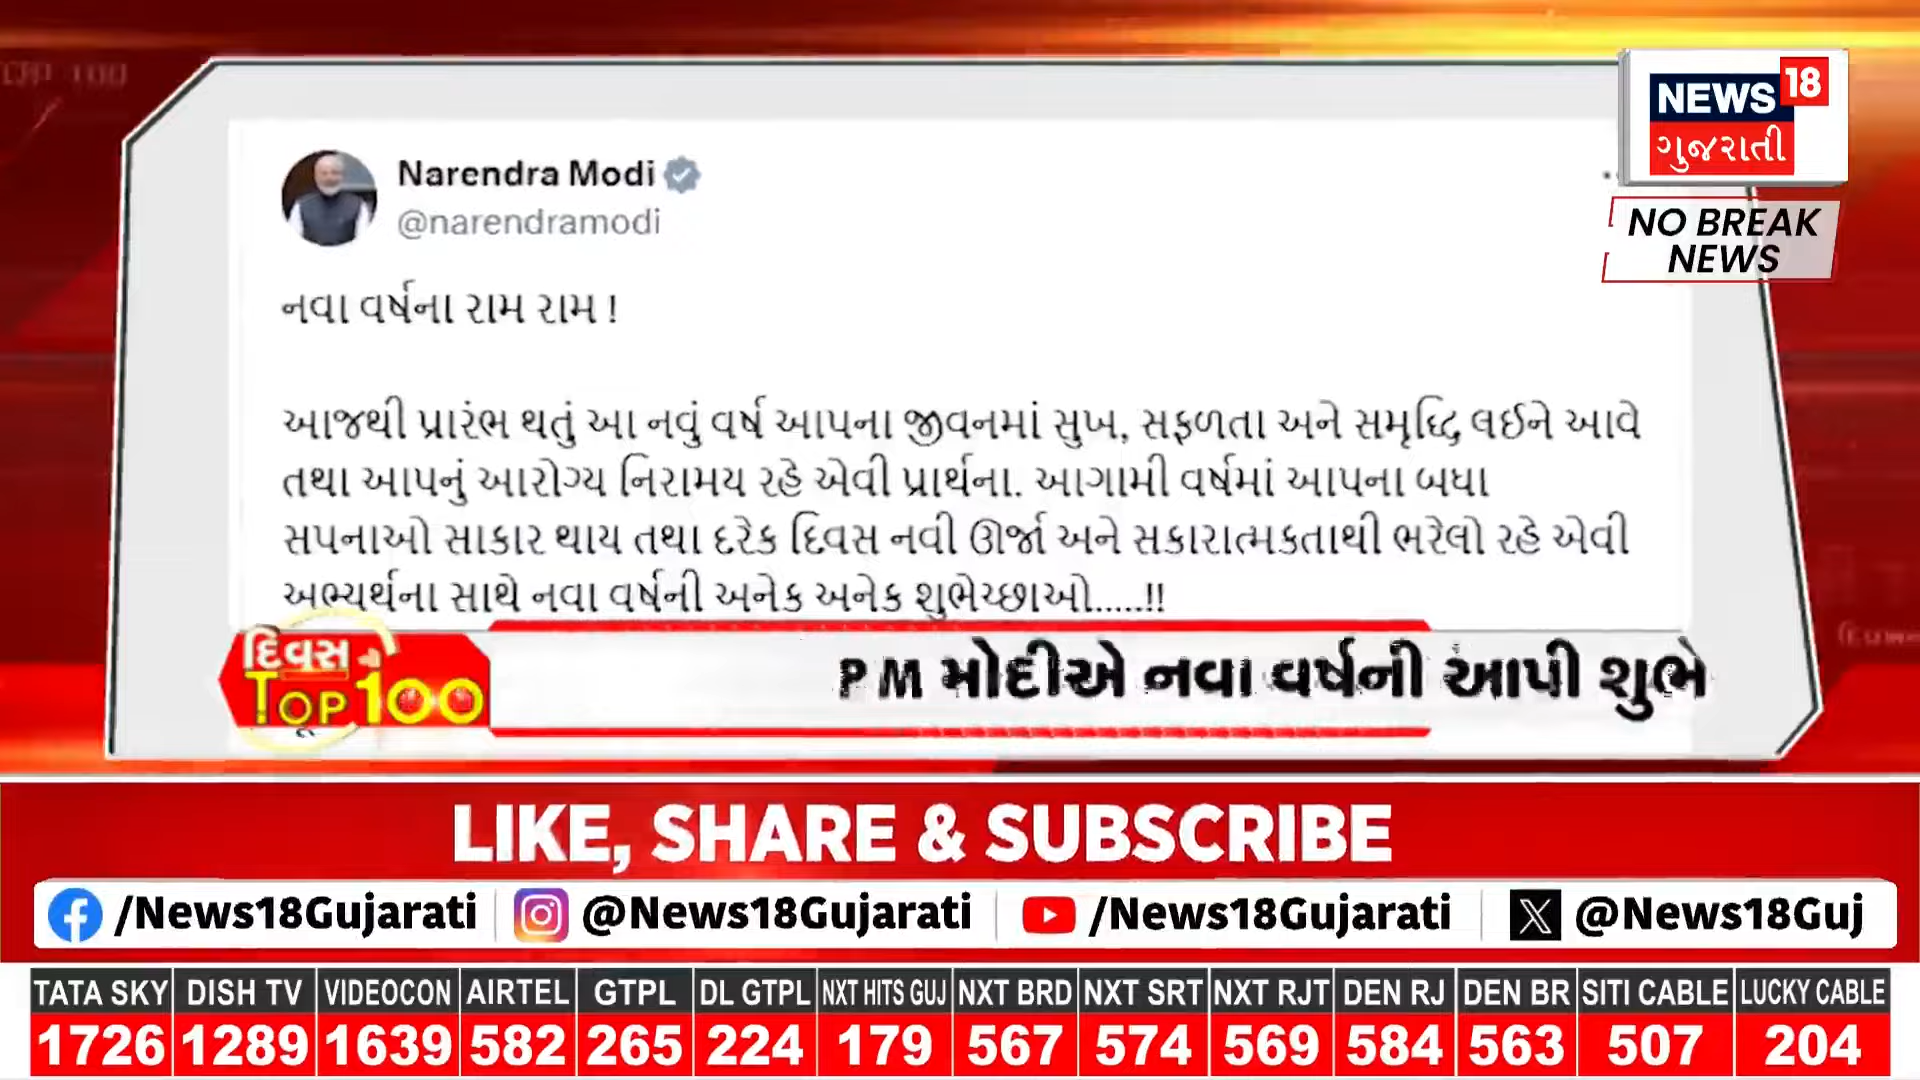 NEWS 18
ગુજરાતી
NO BREAK
NEWS
Narendra Modi
@narendramodi
નવા વર્ષના રામ રામ !
આજથી પ્રારંભ થતું આ નવું વર્ષ આપના જીવનમાં સુખ, સફળતા અને સમૃદ્ધિ લઈને આવે
તથા આપનું આરોગ્ય નિરામય રહે એવી પ્રાર્થના. આગામી વર્ષમાં આપના બધા
સપનાઓ સાકાર થાય તથા દરેક દિવસ નવી ઊર્જા અને સકારાત્મકતાથી ભરેલો રહે એવી
અભ્યર્થના સાથે નવા વર્ષની અનેક અનેક શુભેચ્છાઓ.....!!
દિવસ ની
TOP 100
PM મોદીએ નવા વર્ષની આપી શુભે
LIKE, SHARE & SUBSCRIBE
/News18Gujarati @News18Gujarati /News18Gujarati @News18Guj
TATA SKY DISH TV VIDEOCON AIRTEL GTPL DL GTPL NXT HITS GUJ NXT BRD NXT SRT NXT RJT DEN RJ DEN BR SITI CABLE LUCKY CABLE
1726 1289 1639 582 265 224 179 567 574 569 584 563 507 204